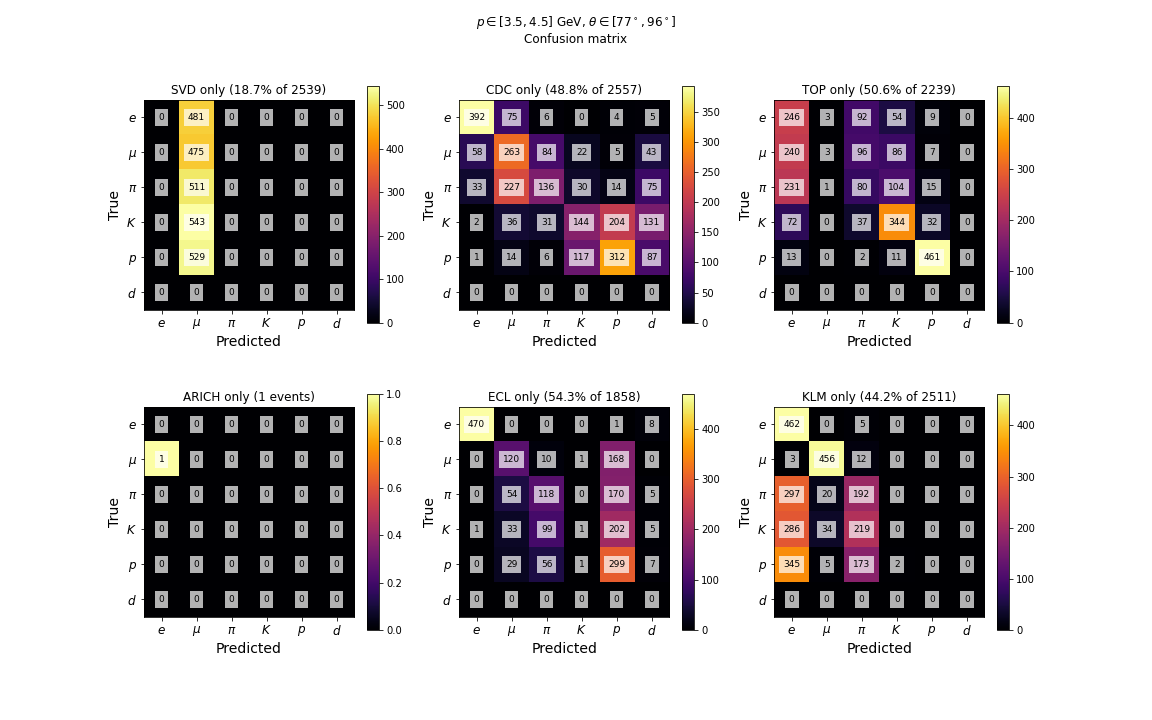 p ∈ [3.5, 4.5] GeV, θ ∈ [77°, 96°]
Confusion matrix
SVD only (18.7% of 2539)
e 0 481 0 0 0 0
μ 0 475 0 0 0 0
π 0 511 0 0 0 0
K 0 543 0 0 0 0
p 0 529 0 0 0 0
d 0 0 0 0 0 0
e μ π K p d
True
Predicted
500
400
300
200
100
0
CDC only (48.8% of 2557)
e 392 75 6 0 4 5
μ 58 263 84 22 5 43
π 33 227 136 30 14 75
K 2 36 31 144 204 131
p 1 14 6 117 312 87
d 0 0 0 0 0 0
e μ π K p d
True
Predicted
350
300
250
200
150
100
50
0
TOP only (50.6% of 2239)
e 246 3 92 54 9 0
μ 240 3 96 86 7 0
π 231 1 80 104 15 0
K 72 0 37 344 32 0
p 13 0 2 11 461 0
d 0 0 0 0 0 0
e μ π K p d
True
Predicted
400
300
200
100
0
ARICH only (1 events)
e 0 0 0 0 0 0
μ 1 0 0 0 0 0
π 0 0 0 0 0 0
K 0 0 0 0 0 0
p 0 0 0 0 0 0
d 0 0 0 0 0 0
e μ π K p d
True
Predicted
1.0
0.8
0.6
0.4
0.2
0.0
ECL only (54.3% of 1858)
e 470 0 0 0 1 8
μ 0 120 10 1 168 0
π 0 54 118 0 170 5
K 1 33 99 1 202 5
p 0 29 56 1 299 7
d 0 0 0 0 0 0
e μ π K p d
True
Predicted
400
300
200
100
0
KLM only (44.2% of 2511)
e 462 0 5 0 0 0
μ 3 456 12 0 0 0
π 297 20 192 0 0 0
K 286 34 219 0 0 0
p 345 5 173 2 0 0
d 0 0 0 0 0 0
e μ π K p d
True
Predicted
400
300
200
100
0